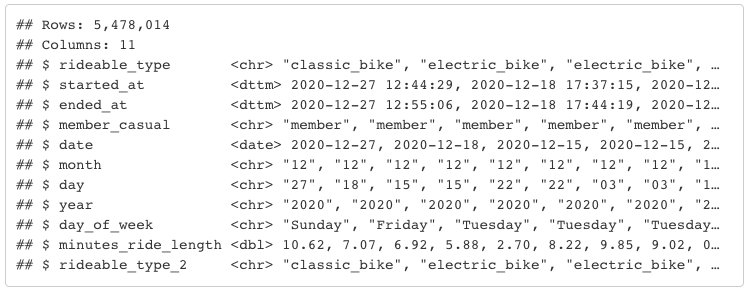 ## Rows: 5,478,014
## Columns: 11
## $ rideable_type        <chr> "classic_bike", "electric_bike", "electric_bike", …
## $ started_at           <dttm> 2020-12-27 12:44:29, 2020-12-18 17:37:15, 2020-12…
## $ ended_at             <dttm> 2020-12-27 12:55:06, 2020-12-18 17:44:19, 2020-12…
## $ member_casual        <chr> "member", "member", "member", "member", "member", …
## $ date                 <date> 2020-12-27, 2020-12-18, 2020-12-15, 2020-12-15, 2…
## $ month                <chr> "12", "12", "12", "12", "12", "12", "12", "12", "1…
## $ day                  <chr> "27", "18", "15", "15", "22", "22", "03", "03", "1…
## $ year                 <chr> "2020", "2020", "2020", "2020", "2020", "2020", "2…
## $ day_of_week          <chr> "Sunday", "Friday", "Tuesday", "Tuesday", "Tuesday…
## $ minutes_ride_length <dbl> 10.62, 7.07, 6.92, 5.88, 2.70, 8.22, 9.85, 9.02, 0…
## $ rideable_type_2      <chr> "classic_bike", "electric_bike", "electric_bike", …